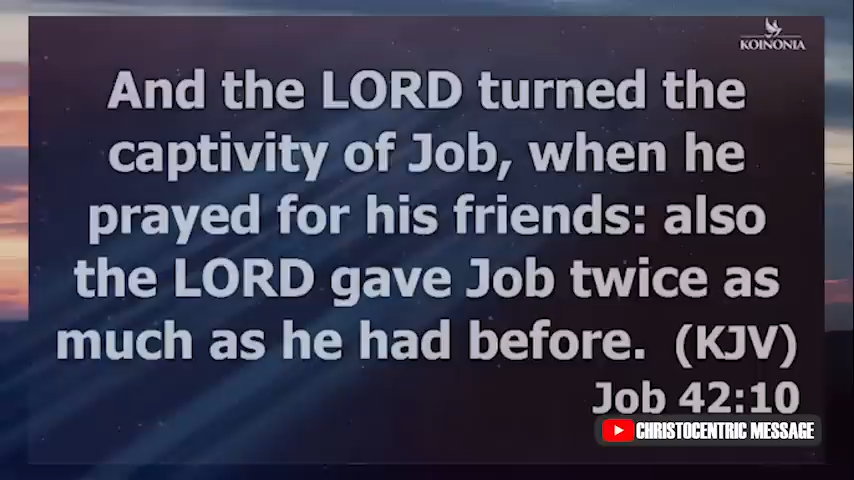 KOINONIA
And the LORD turned the
captivity of Job, when he
prayed for his friends: also
the LORD gave Job twice as
much as he had before. (KJV)
Job 42:10
CHRISTOCENTRIC MESSAGE